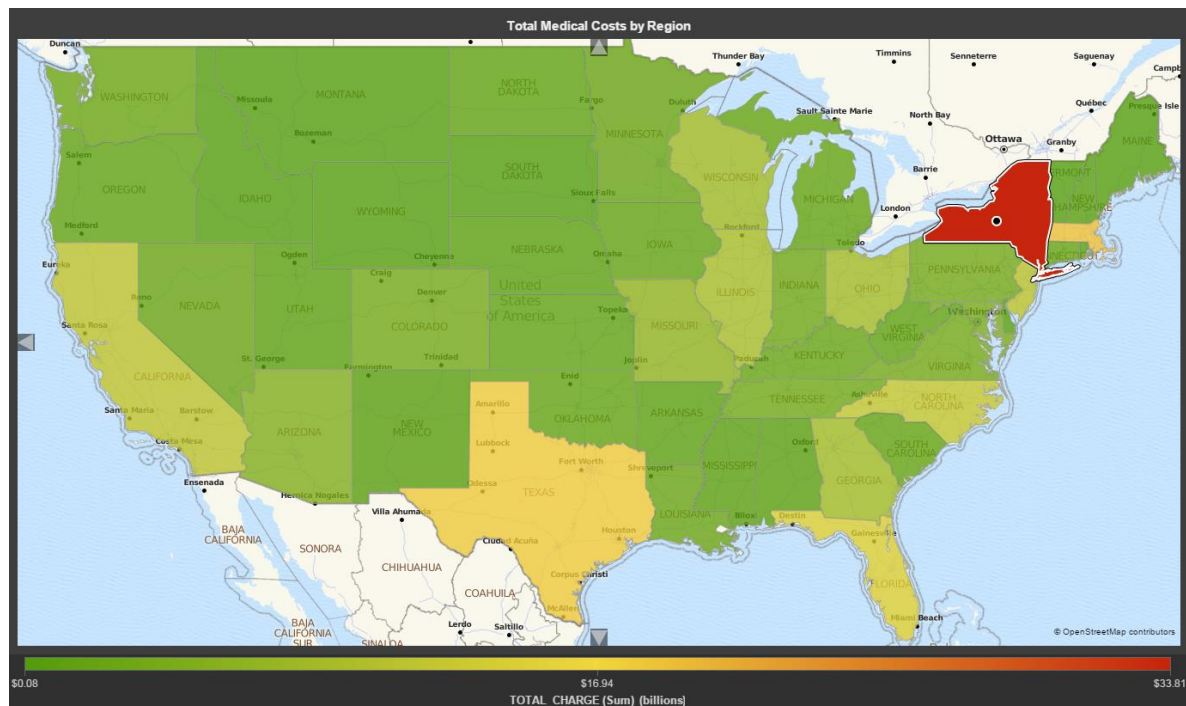 Total Medical Costs by Region
Duncan
Thunder Bay
Timmins
Senneterre
Saguenay
Campb
WASHINGTON
Missoula
MONTANA
NORTH
DAKOTA
Fargo
Duluth
Sault Sainte Marie
North Bay
Québec
Presque Isle
Bozeman
MINNESOTA
Ottawa
Granby
MAINE
Salem
OREGON
IDAHO
SOUTH
DAKOTA
WISCONSIN
Barrie
ERMONT
NEW
HAMPSHIRE
Medford
WYOMING
Sioux Falls
MICHIGAN
London
Rockford
Eureka
Ogden
Cheyenne
NEBRASKA
IOWA
Omaha
Toledo
NNECTICUT
Craig
Reno
Denver
United
States
of America
PENNSYLVANIA
NEVADA
UTAH
COLORADO
ILLINOIS
INDIANA
OHIO
Washington
Santa Rosa
Topeka
MISSOURI
WEST
VIRGINIA
St. George
Farmington
Trinidad
Joplin
Paducah
KENTUCKY
VIRGINIA
CALIFORNIA
Enid
Santa Maria
Barstow
Amarillo
TENNESSEE
Asheville
NORTH
CAROLINA
ARIZONA
NEW
MEXICO
OKLAHOMA
ARKANSAS
Costa Mesa
Lubbock
Oxford
SOUTH
CAROLINA
Fort Worth
Shreveport
MISSISSIPPI
Ensenada
Heroica Nogales
Odessa
TEXAS
GEORGIA
Villa Ahumada
LOUISIANA
Biloxi
Destin
BAJA
CALIFORNIA
SONORA
Houston
Gainesville
Ciudad Acuña
CHIHUAHUA
Corpus Christi
COAHUILA
FLORIDA
McAllen
BAJA
CALIFORNIA
SUR
SINALOA
Lerdo
Saltillo
Miami Beach
© OpenStreetMap contributors
$0.08
$16.94
$33.81
TOTAL_CHARGE (Sum) (billions)